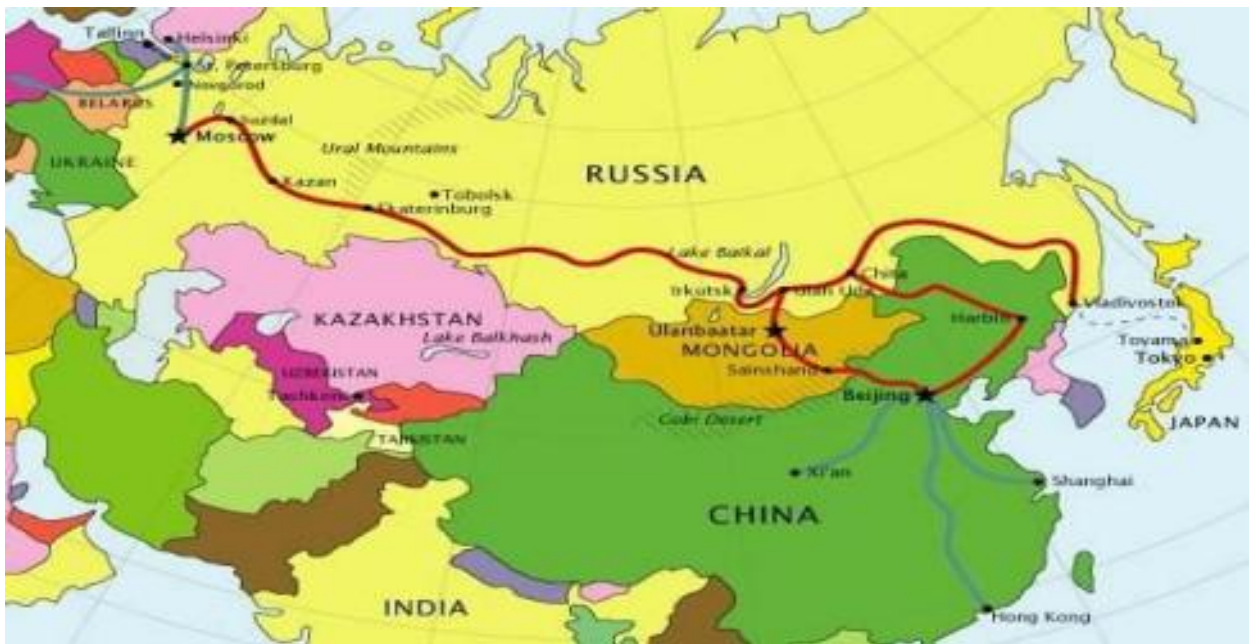 Helsinki
Tallinn
St. Petersburg
Novgorod
BELARUS
Suzdal
Moscow
Ural Mountains
UKRAINE
RUSSIA
Kazan
Tobolsk
Ekaterinburg
Lake Baikal
Chita
Irkutsk
Ulan Ude
Vladivostok
KAZAKHSTAN
Harbin
Ulanbaatar
Lake Balkhash
MONGOLIA
Toyama
Tokyo
UZBEKISTAN
Sainshand
Tashkent
Beijing
Gobi Desert
JAPAN
Xi'an
Shanghai
CHINA
INDIA
Hong Kong